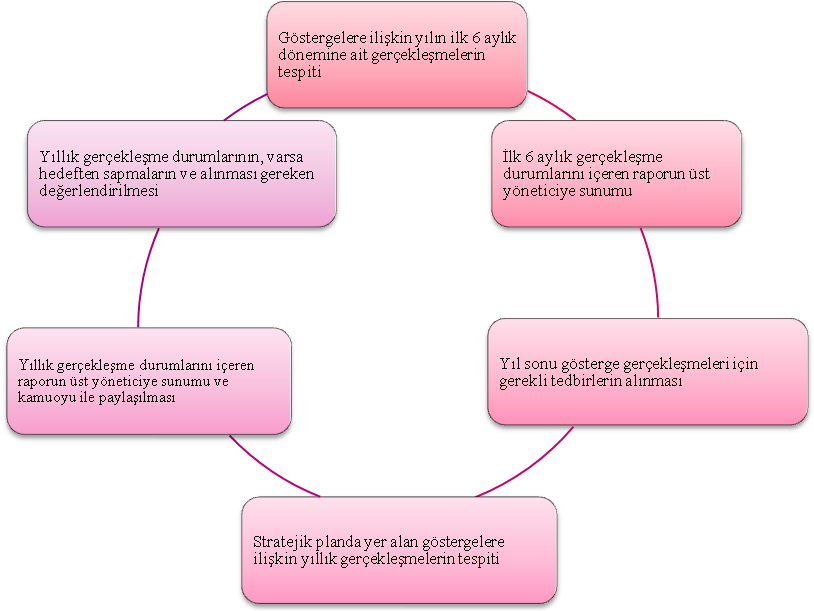 Göstergelere ilişkin yılın ilk 6 aylık
dönemine ait gerçekleşmelerin
tespiti
İlk 6 aylık gerçekleşme
durumlarını içeren raporun üst
yöneticiye sunumu
Yıl sonu gösterge gerçekleşmeleri için
gerekli tedbirlerin alınması
Stratejik planda yer alan göstergelere
ilişkin yıllık gerçekleşmelerin tespiti
Yıllık gerçekleşme durumlarını içeren
raporun üst yöneticiye sunumu ve
kamuoyu ile paylaşılması
Yıllık gerçekleşme durumlarının, varsa
hedeften sapmaların ve alınması gereken
değerlendirilmesi